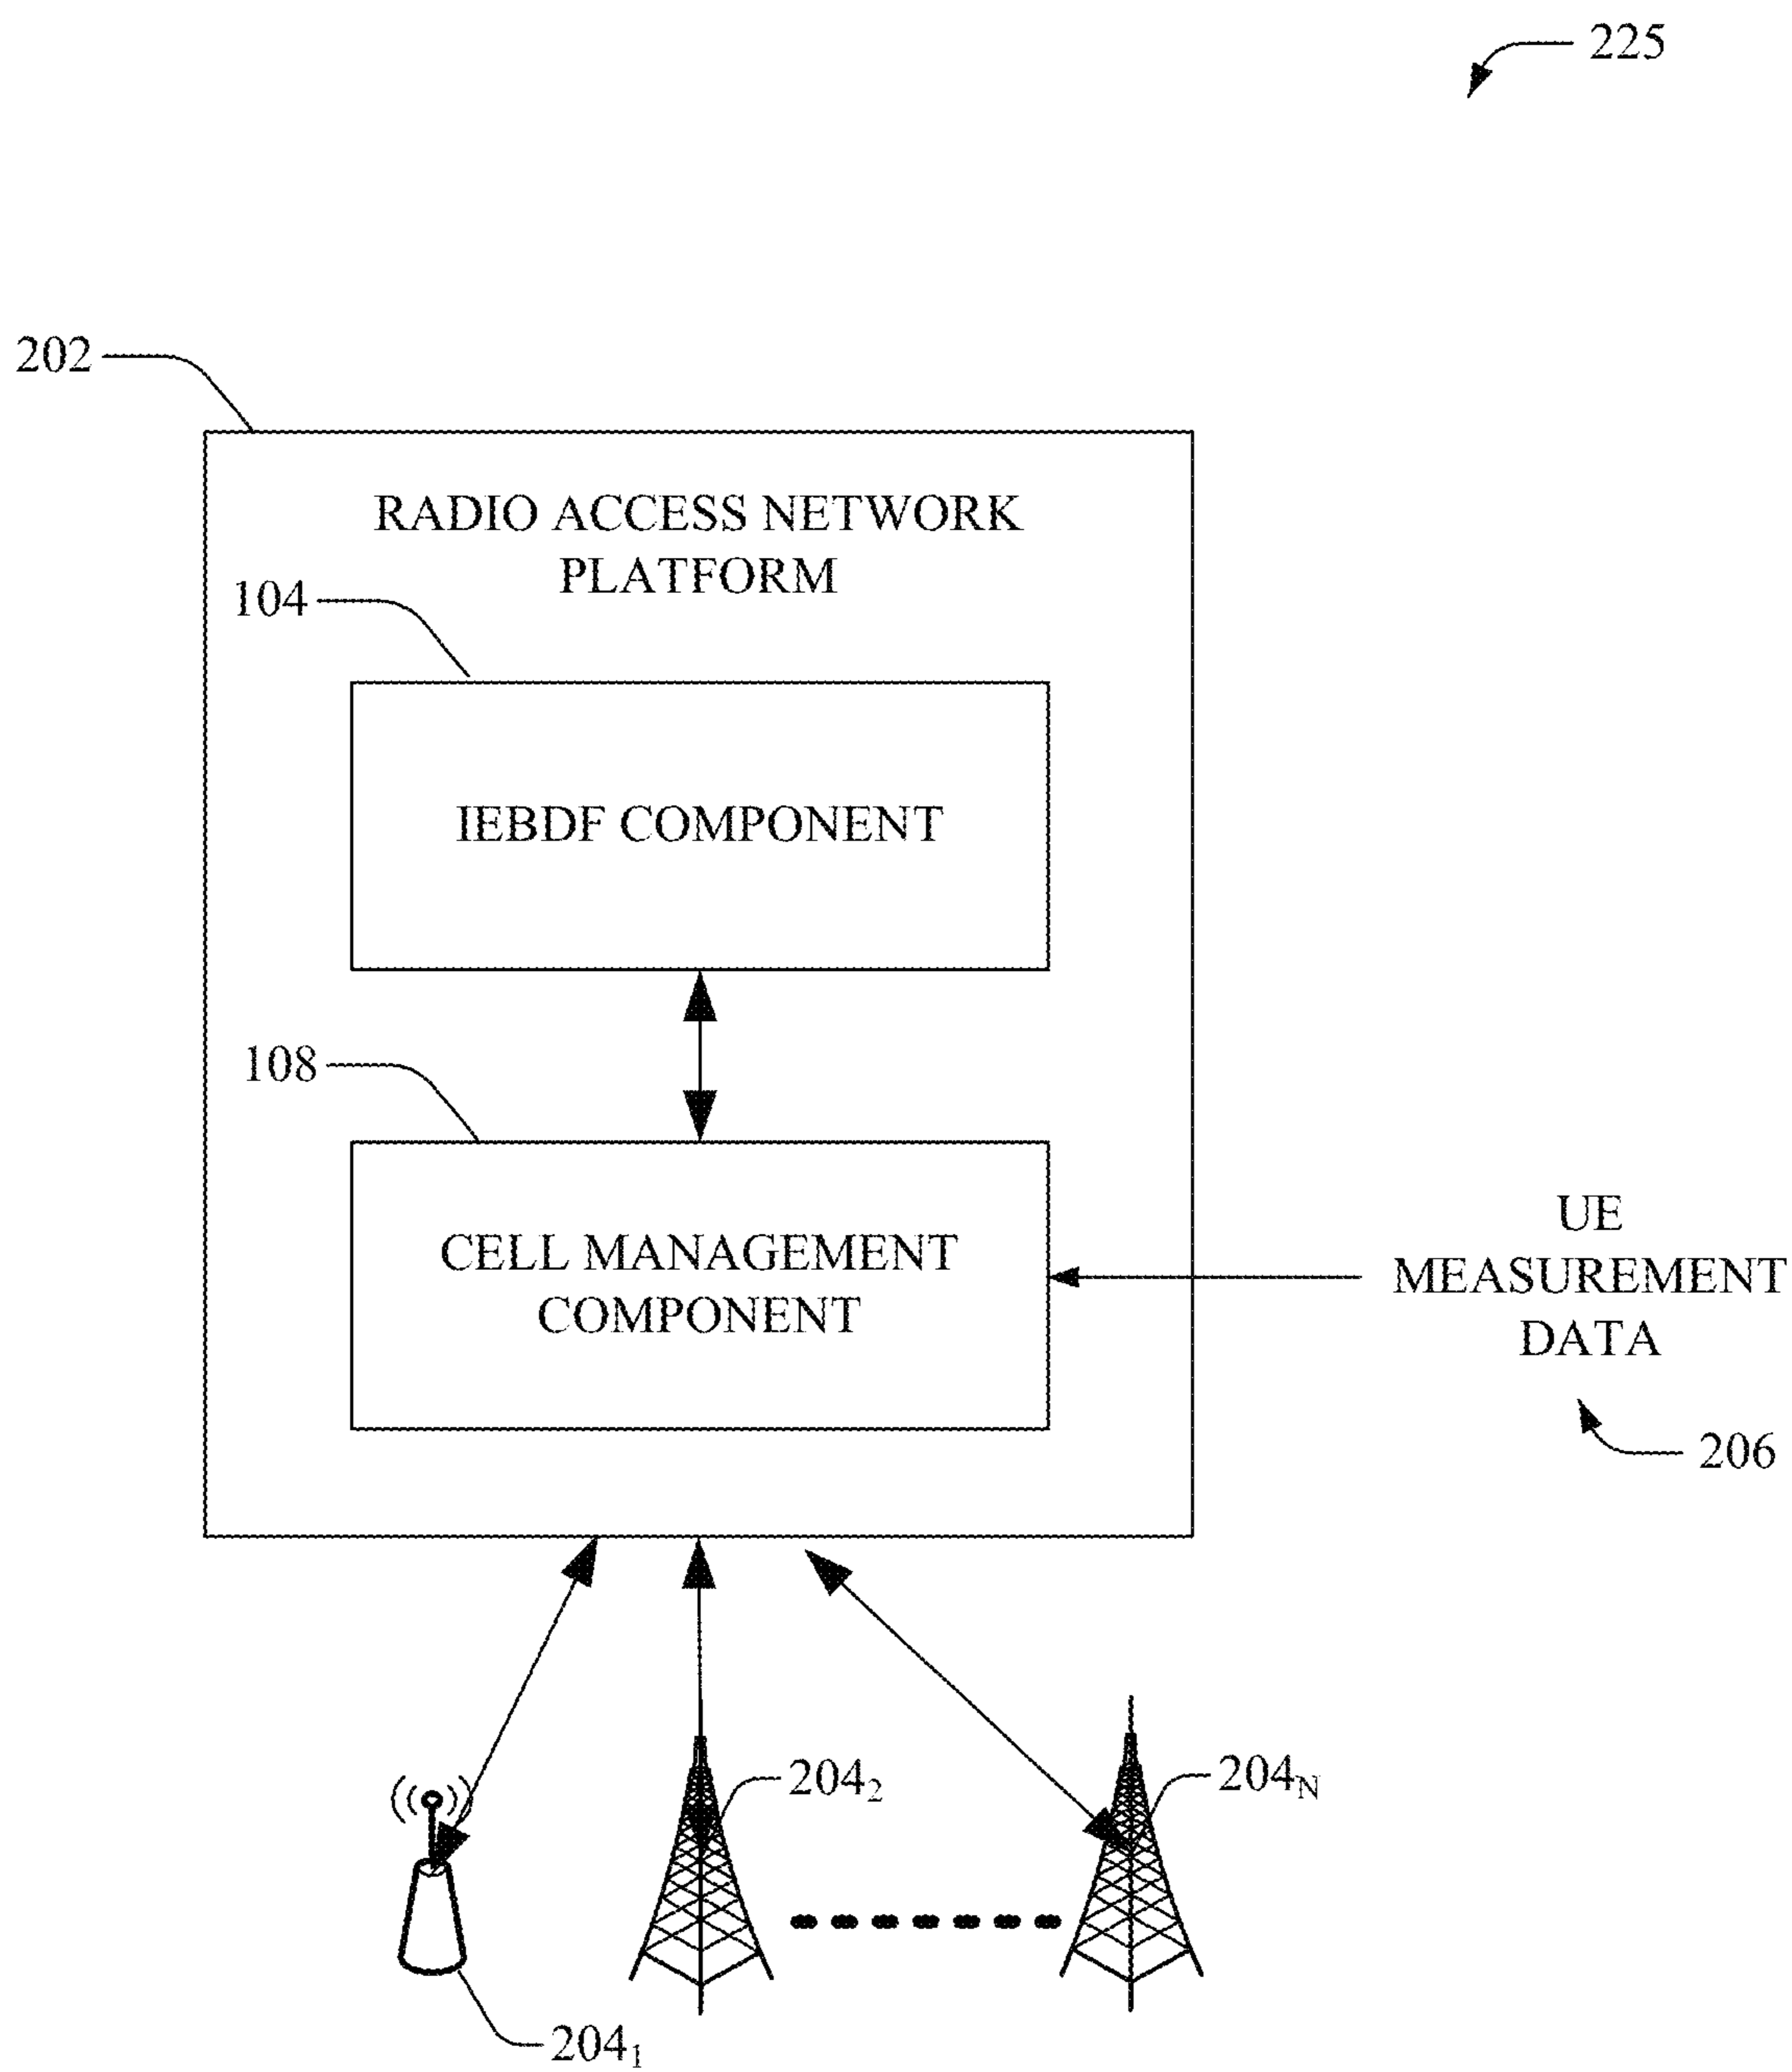 225
202
RADIO ACCESS NETWORK
PLATFORM
104
IEBDF COMPONENT
108
CELL MANAGEMENT
COMPONENT
UE
MEASUREMENT
DATA
206
204₂
204N
204₁